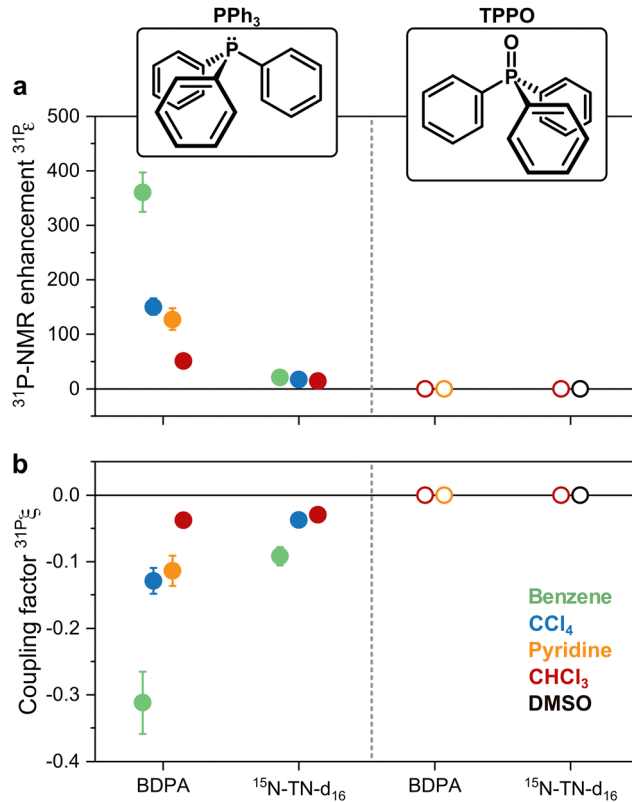 PPh₃
TPPO
P
O
P
a
³¹P-NMR enhancement ³¹ᴾε
500
400
300
200
100
0
b
Coupling factor ³¹ᴾξ
0.0
-0.1
-0.2
-0.3
-0.4
Benzene
CCl₄
Pyridine
CHCl₃
DMSO
BDPA
¹⁵N-TN-d₁₆
BDPA
¹⁵N-TN-d₁₆